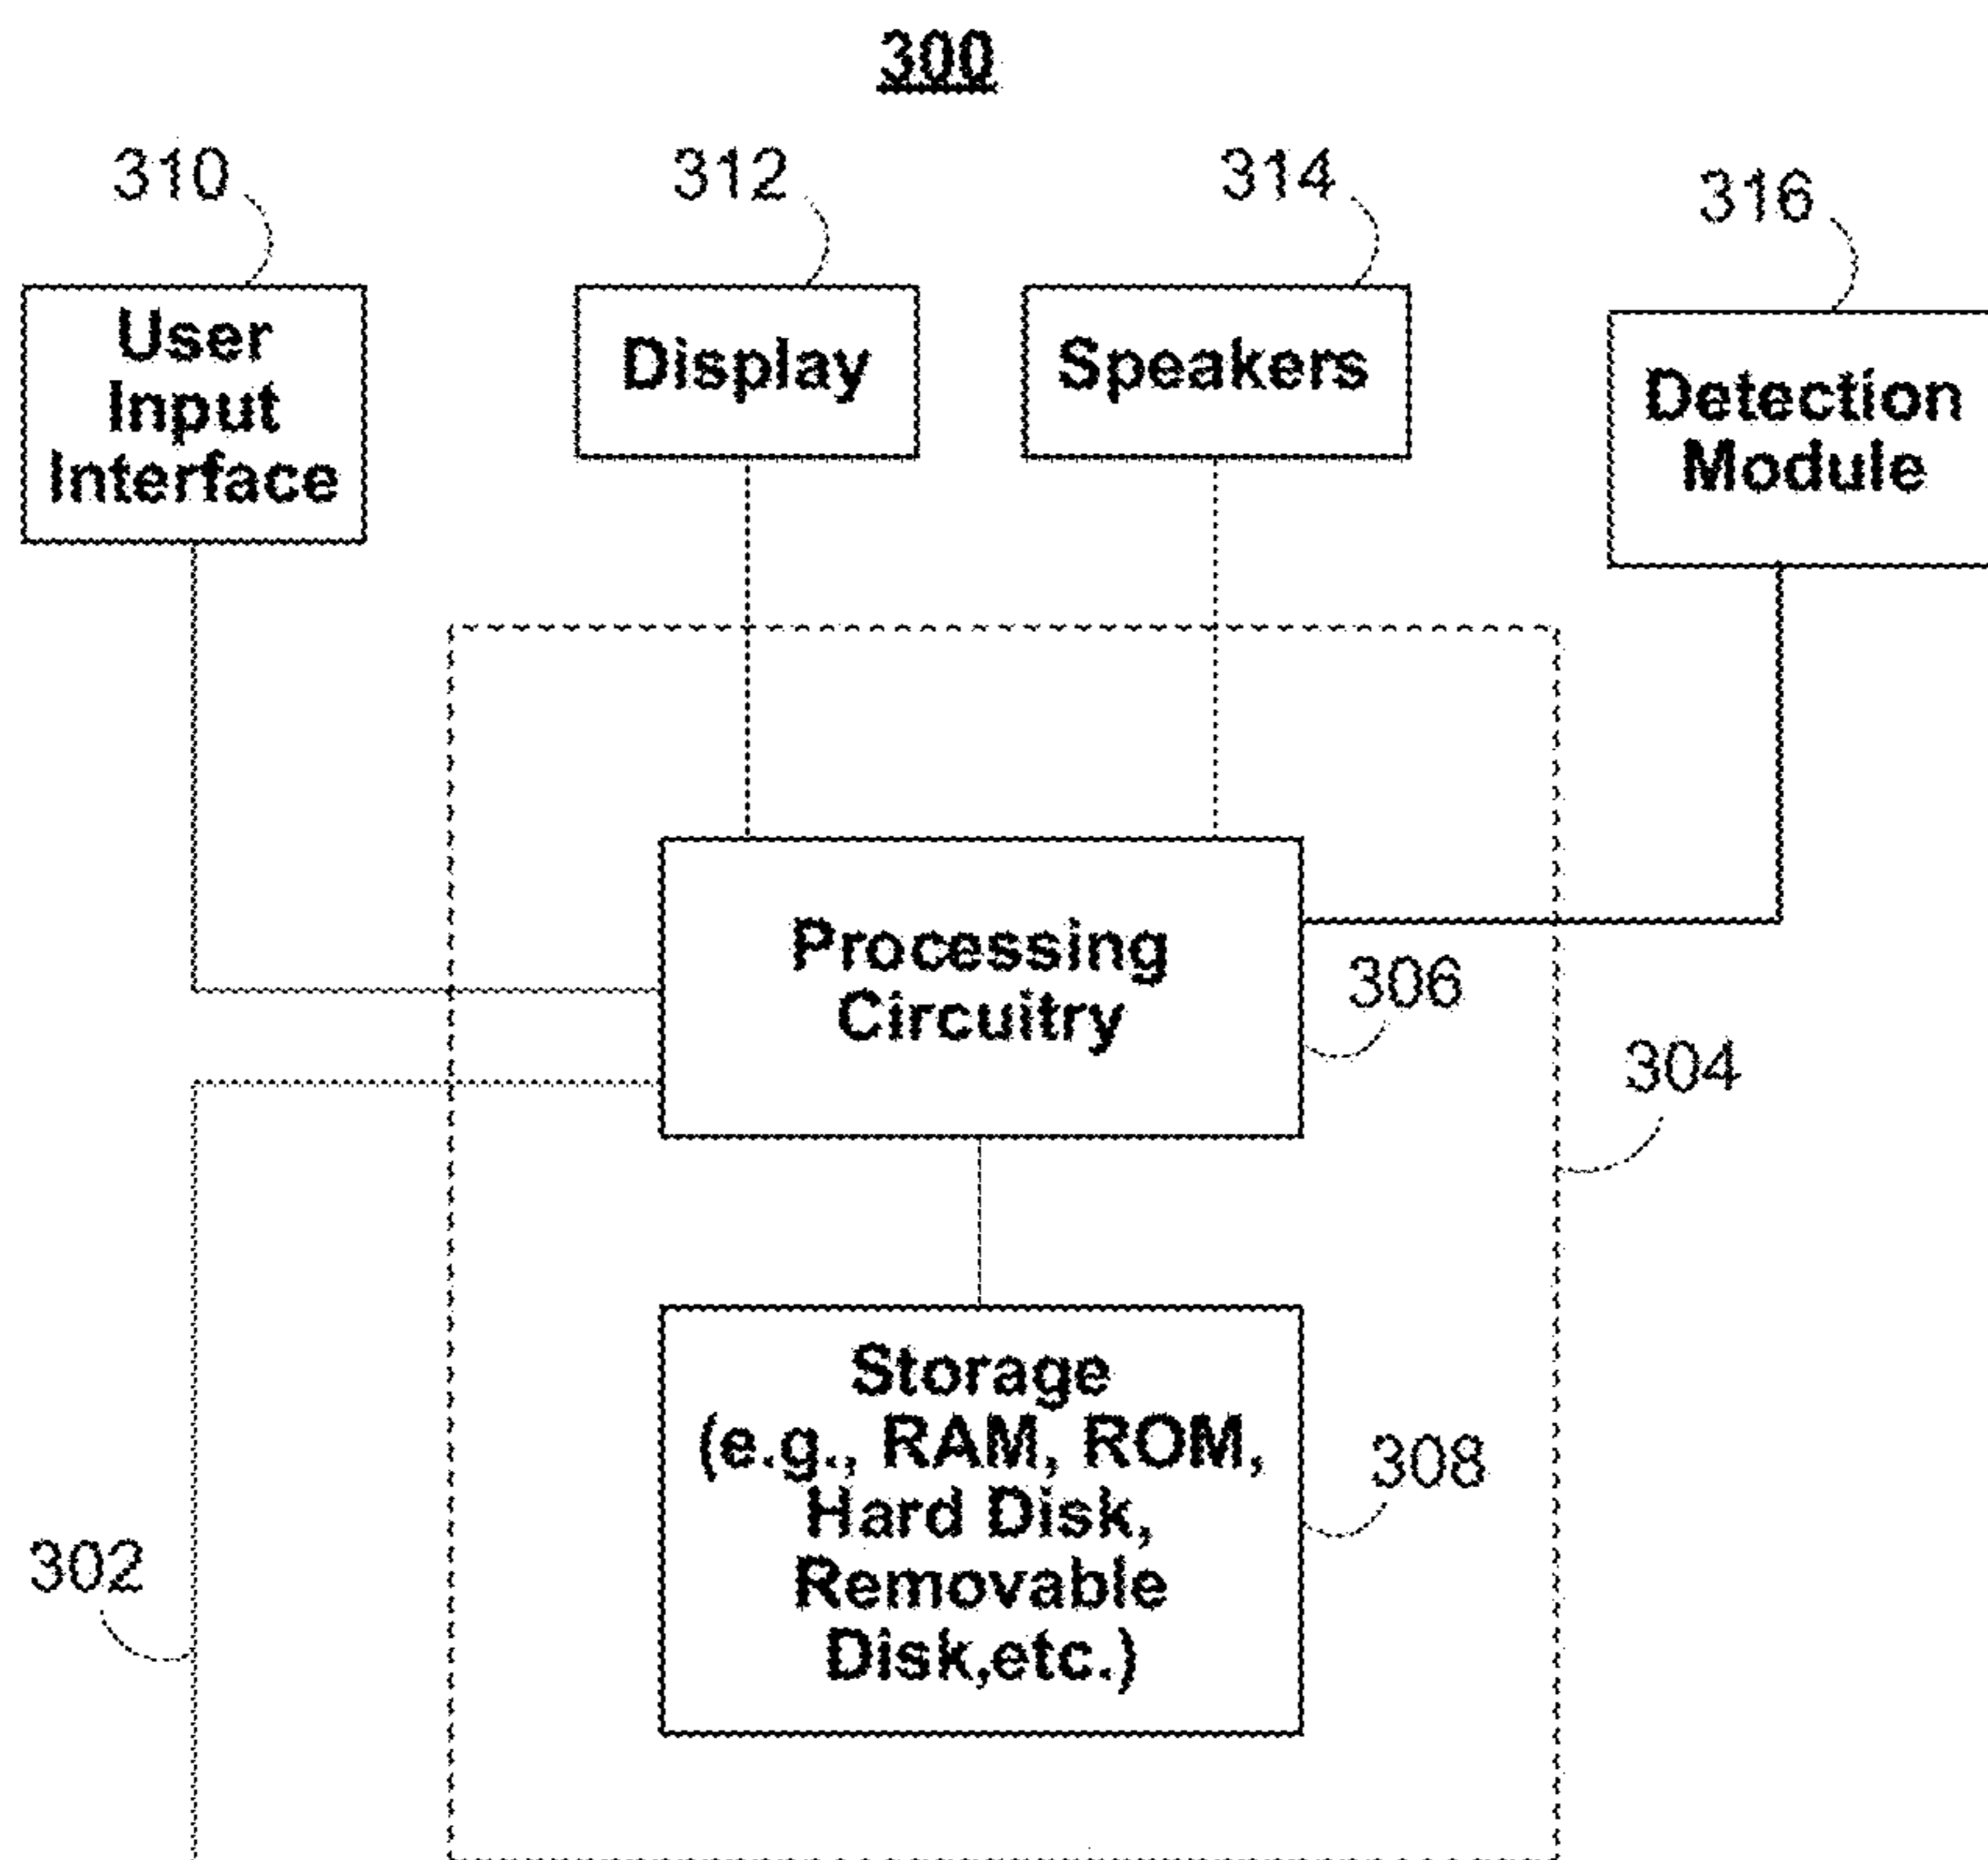 300
310
312
314
316
User
Input
Interface
Display
Speakers
Detection
Module
Processing
Circuitry
306
304
Storage
(e.g., RAM, ROM,
Hard Disk,
Removable
Disk,etc.)
308
302